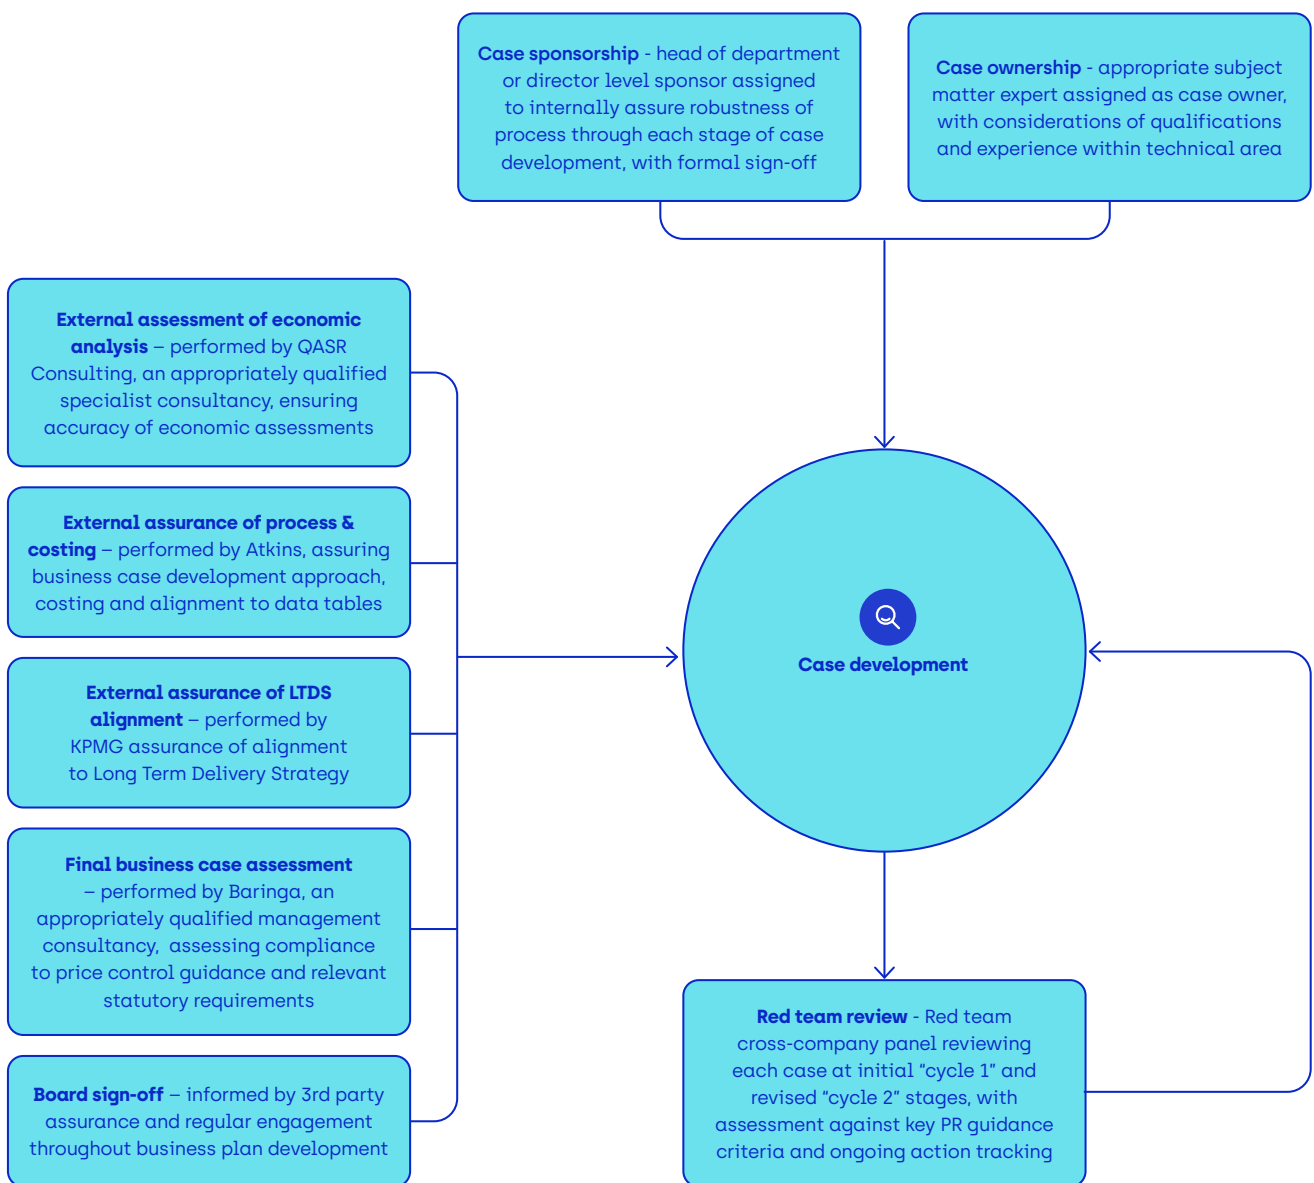 Case sponsorship - head of department
or director level sponsor assigned
to internally assure robustness of
process through each stage of case
development, with formal sign-off
Case ownership - appropriate subject
matter expert assigned as case owner,
with considerations of qualifications
and experience within technical area
External assessment of economic
analysis – performed by QASR
Consulting, an appropriately qualified
specialist consultancy, ensuring
accuracy of economic assessments
External assurance of process &
costing – performed by Atkins, assuring
business case development approach,
costing and alignment to data tables
External assurance of LTDS
alignment – performed by
KPMG assurance of alignment
to Long Term Delivery Strategy
Final business case assessment
– performed by Baringa, an
appropriately qualified management
consultancy, assessing compliance
to price control guidance and relevant
statutory requirements
Board sign-off – informed by 3rd party
assurance and regular engagement
throughout business plan development
Case development
Red team review - Red team
cross-company panel reviewing
each case at initial “cycle 1” and
revised “cycle 2” stages, with
assessment against key PR guidance
criteria and ongoing action tracking